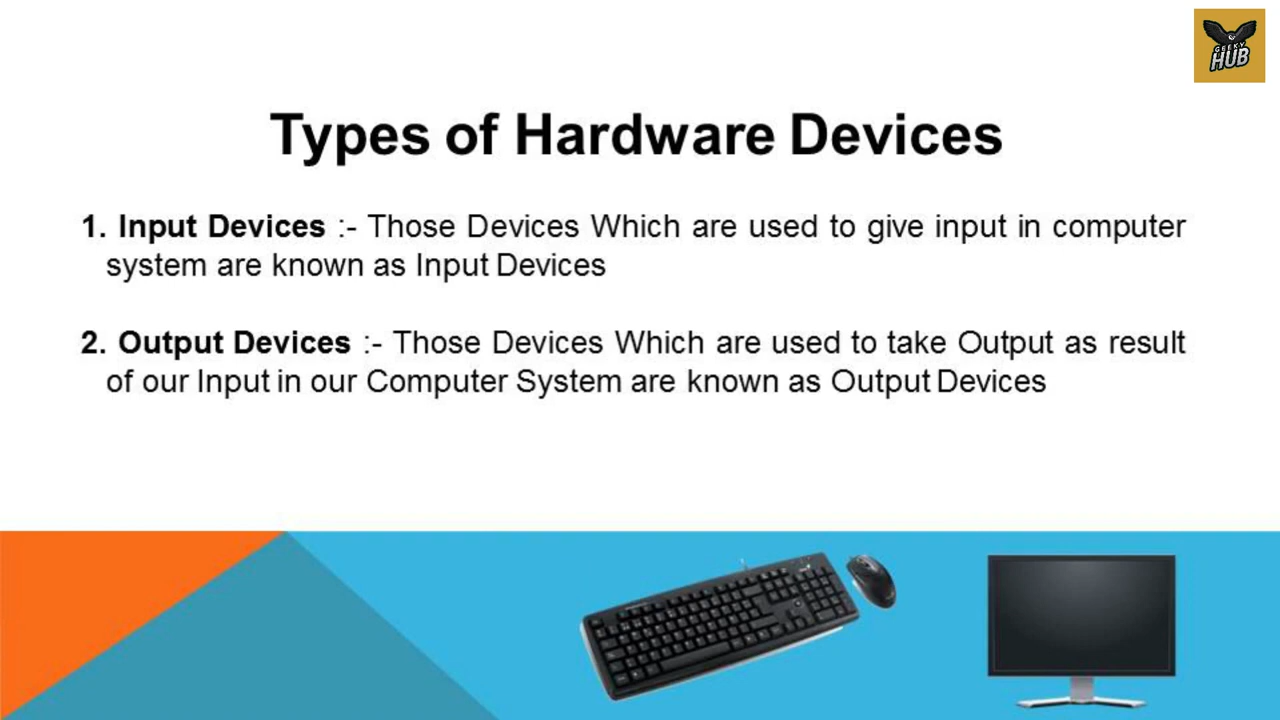 GEEKY
HUB
Types of Hardware Devices
1. Input Devices :- Those Devices Which are used to give input in computer
system are known as Input Devices
2. Output Devices :- Those Devices Which are used to take Output as result
of our Input in our Computer System are known as Output Devices